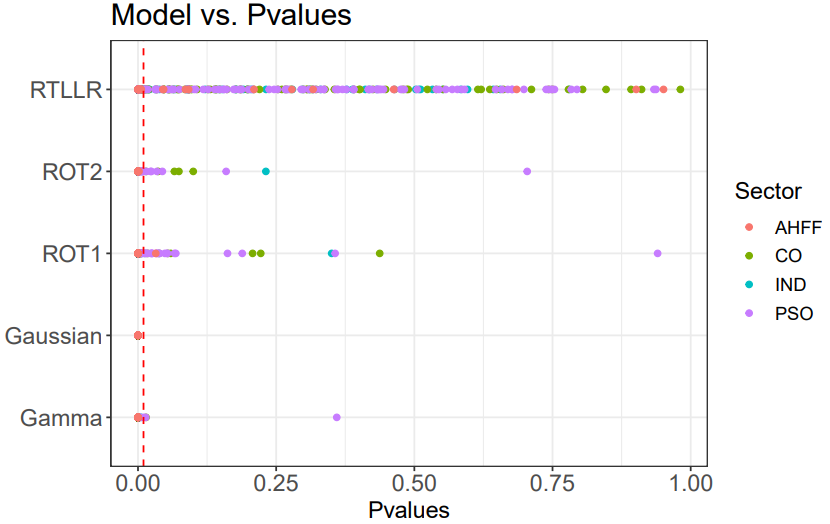 Model vs. Pvalues
RTLLR
ROT2
ROT1
Gaussian
Gamma
0.00 0.25 0.50 0.75 1.00
Pvalues
Sector
AHFF
CO
IND
PSO